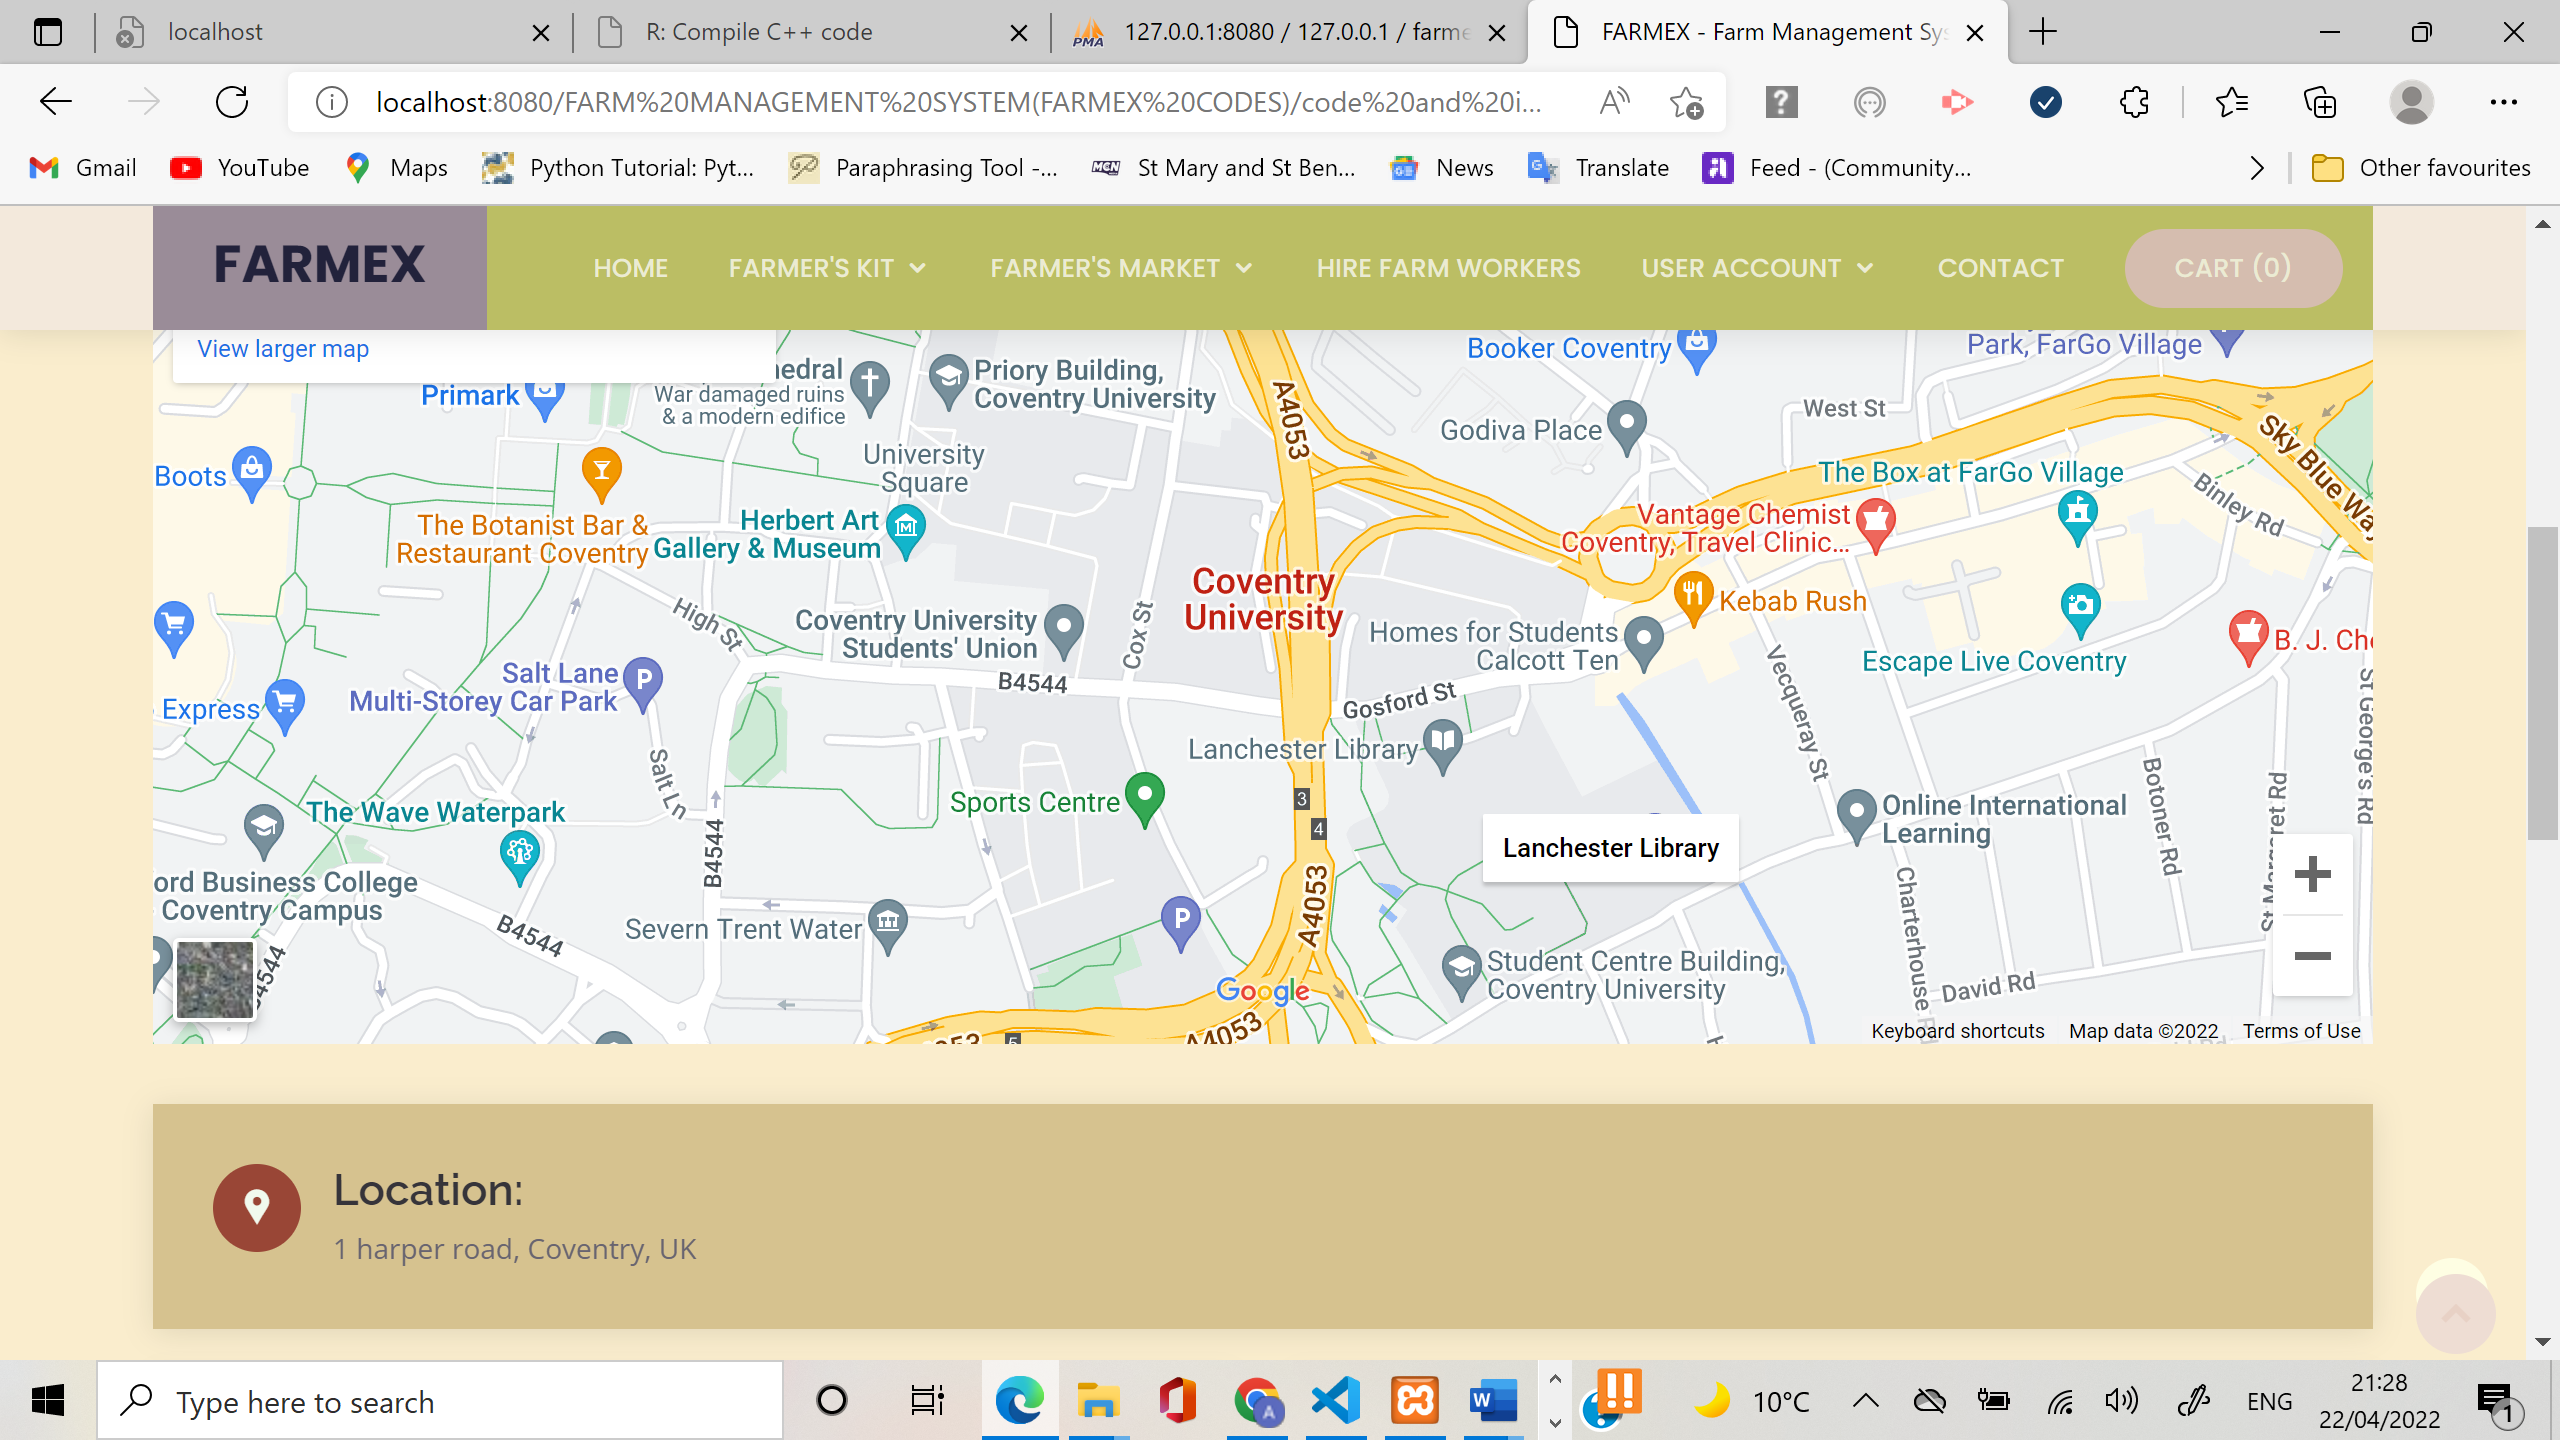 localhost
R: Compile C++ code
127.0.0.1:8080 / 127.0.0.1 / farme
FARMEX - Farm Management Sys
localhost:8080/FARM%20MANAGEMENT%20SYSTEM(FARMEX%20CODES)/code%20and%20i...
Gmail
YouTube
Maps
Python Tutorial: Pyt...
Paraphrasing Tool -...
St Mary and St Ben...
News
Translate
Feed - (Community...
Other favourites
FARMEX
HOME
FARMER'S KIT
FARMER'S MARKET
HIRE FARM WORKERS
USER ACCOUNT
CONTACT
CART (0)
View larger map
Primark
hedral
War damaged ruins
& a modern edifice
Priory Building,
Coventry University
A4053
Booker Coventry
Park, FarGo Village
West St
Godiva Place
Sky Blue Way
University
Square
Boots
The Box at FarGo Village
Binley Rd
The Botanist Bar &
Restaurant Coventry
Herbert Art
Gallery & Museum
Vantage Chemist
Coventry, Travel Clinic...
Coventry
University
Kebab Rush
High St
Coventry University
Students' Union
Cox St
Homes for Students
Calcott Ten
Escape Live Coventry
B. J. Che
Salt Lane
Multi-Storey Car Park
P
B4544
Gosford St
Vecqueray St
St George's Rd
Express
Lanchester Library
Salt Ln
Botoner Rd
St Margaret Rd
The Wave Waterpark
Sports Centre
3
4
Online International
Learning
B4544
Lanchester Library
ord Business College
Coventry Campus
B4544
Severn Trent Water
P
A4053
Charterhouse
Student Centre Building,
Coventry University
David Rd
4544
Google
A4053
5
Keyboard shortcuts
Map data ©2022
Terms of Use
Location:
1 harper road, Coventry, UK
Type here to search
10°C
ENG
21:28
22/04/2022
1